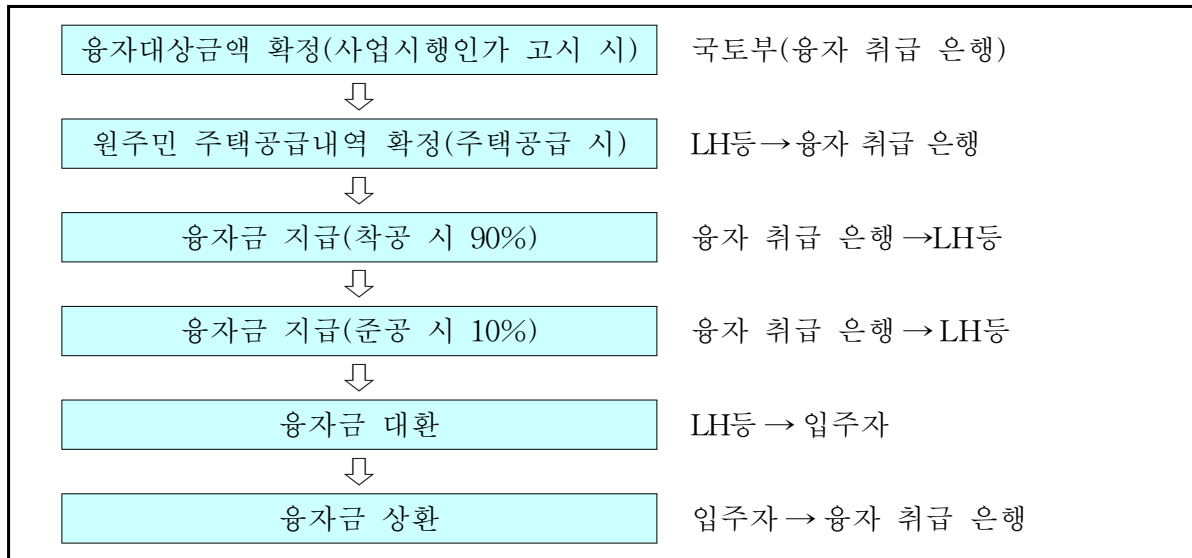 융자대상금액 확정(사업시행인가 고시 시) 국토부(융자 취급 은행)
원주민 주택공급내역 확정(주택공급 시) LH등→융자 취급 은행
융자금 지급(착공 시 90%) 융자 취급 은행→LH등
융자금 지급(준공 시 10%) 융자 취급 은행→LH등
융자금 대환 LH등→입주자
융자금 상환 입주자→융자 취급 은행